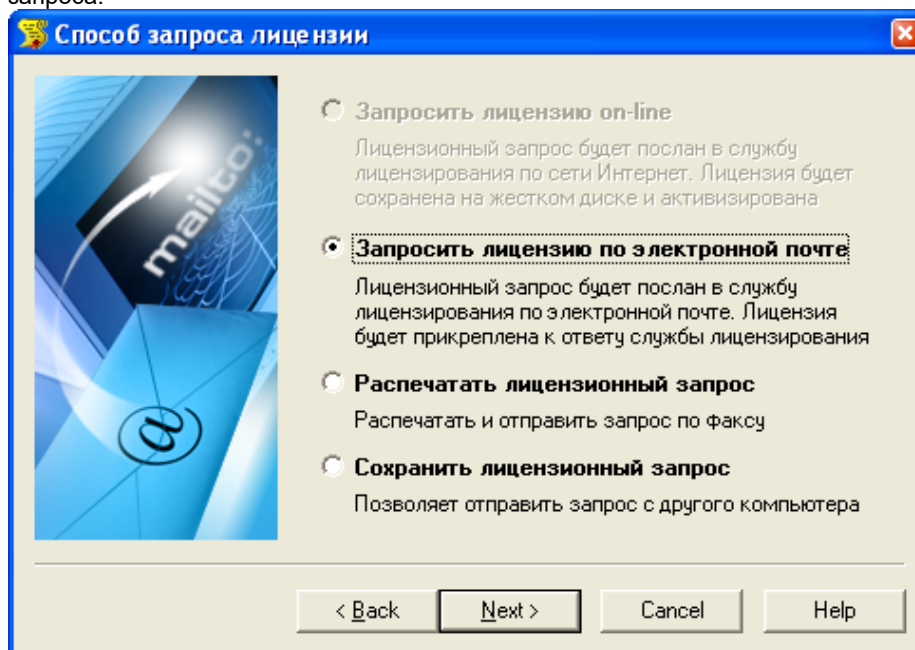 запроса.
Способ запроса лицензии
mailto:
@
Запросить лицензию on-line
Лицензионный запрос будет послан в службу
лицензирования по сети Интернет. Лицензия будет
сохранена на жестком диске и активизирована
Запросить лицензию по электронной почте
Лицензионный запрос будет послан в службу
лицензирования по электронной почте. Лицензия
будет прикреплена к ответу службы лицензирования
Распечатать лицензионный запрос
Распечатать и отправить запрос по факсу
Сохранить лицензионный запрос
Позволяет отправить запрос с другого компьютера
< Back Next > Cancel Help